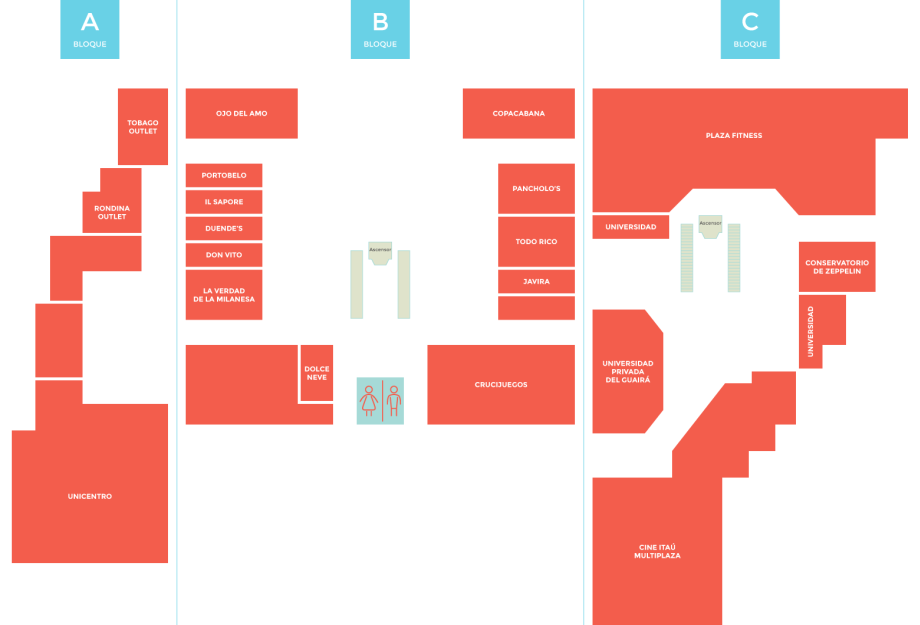 A
BLOQUE
TOBAGO
OUTLET
RONDINA
OUTLET
UNICENTRO
B
BLOQUE
OJO DEL AMO
COPACABANA
PORTOBELO
IL SAPORE
DUENDE'S
DON VITO
LA VERDAD
DE LA MILANESA
Ascensor
PANCHOLO'S
TODO RICO
JAVIRA
DOLCE
NEVE
CRUCIJUEGOS
C
BLOQUE
PLAZA FITNESS
UNIVERSIDAD
Ascensor
CONSERVATORIO
DE ZEPPELIN
UNIVERSIDAD
UNIVERSIDAD
PRIVADA
DEL GUAIRÁ
CINE ITAÚ
MULTIPLAZA